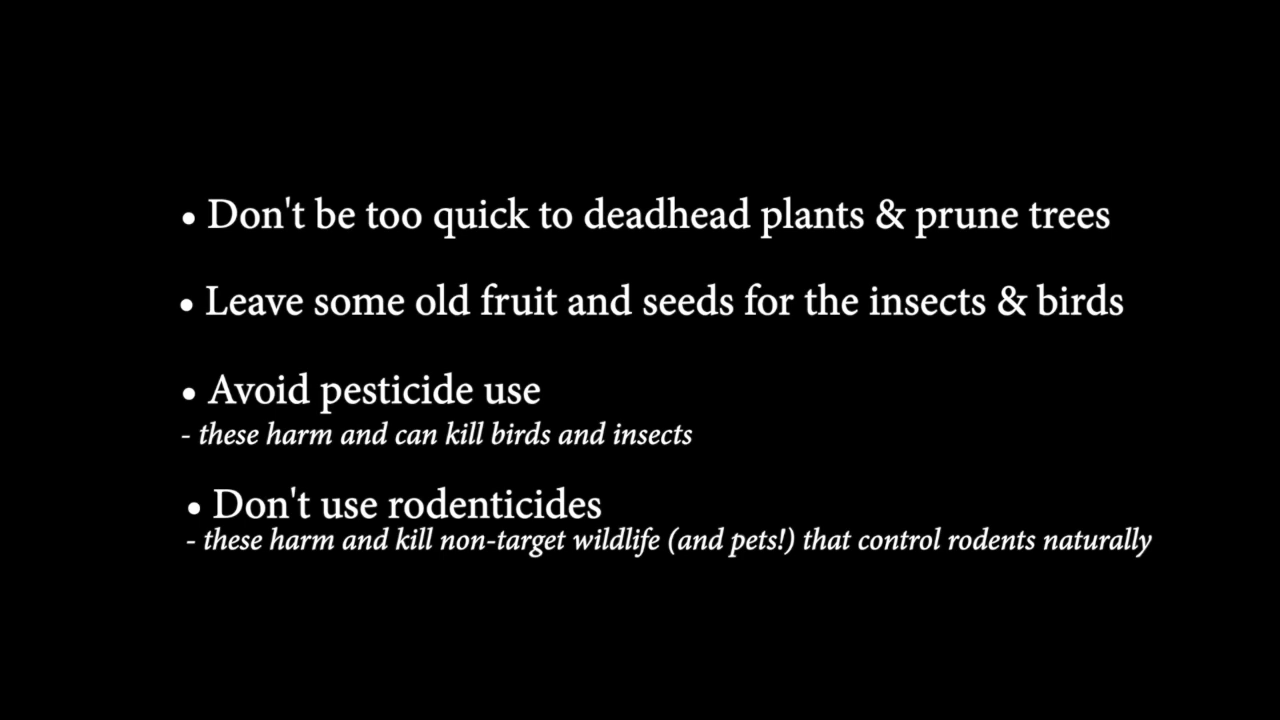 • Don't be too quick to deadhead plants & prune trees
• Leave some old fruit and seeds for the insects & birds
• Avoid pesticide use
- these harm and can kill birds and insects
• Don't use rodenticides
- these harm and kill non-target wildlife (and pets!) that control rodents naturally